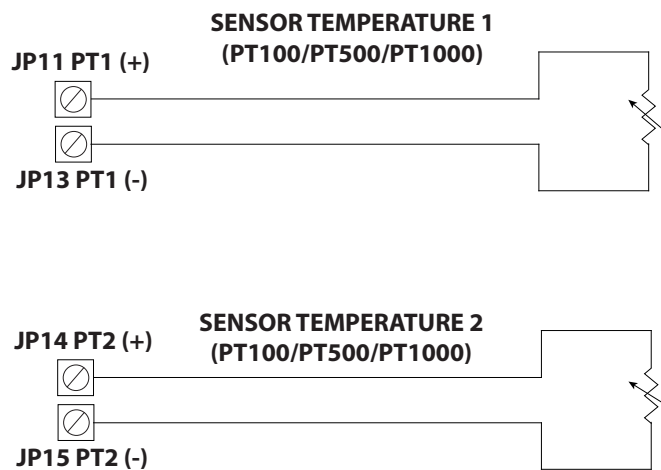 SENSOR TEMPERATURE 1
(PT100/PT500/PT1000)
JP11 PT1 (+)
JP13 PT1 (-)
SENSOR TEMPERATURE 2
(PT100/PT500/PT1000)
JP14 PT2 (+)
JP15 PT2 (-)